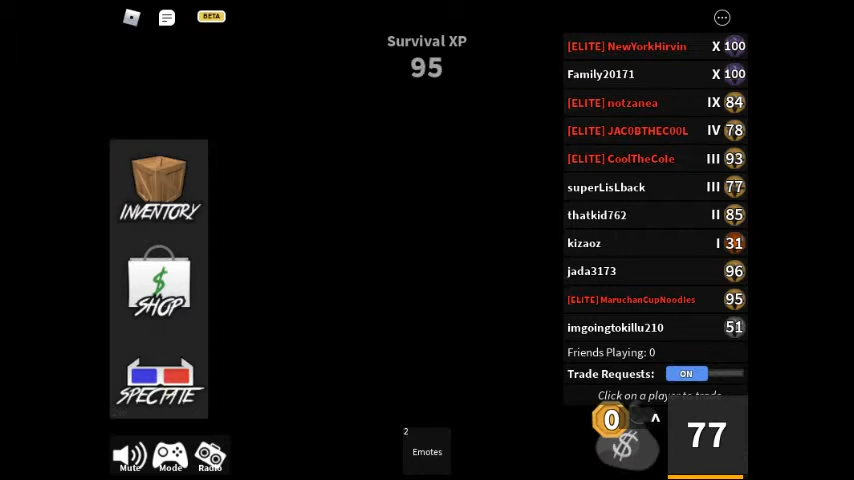 BETA
Survival XP
95
[ELITE] NewYorkHirvin X 100
Family20171 X 100
[ELITE] notzanea IX 84
[ELITE] JAC0BTHEC00L IV 78
[ELITE] CoolTheCole III 93
superLisLback III 77
thatkid762 II 85
kizaoz I 31
jada3173 96
[ELITE] MaruchanCupNoodles 95
imgoingtokillu210 51
Friends Playing: 0
Trade Requests: ON
Click on a player to trade
INVENTORY
$
SHOP
SPECTATE
Mute Mode Radio
2
Emotes
0
^
$
77